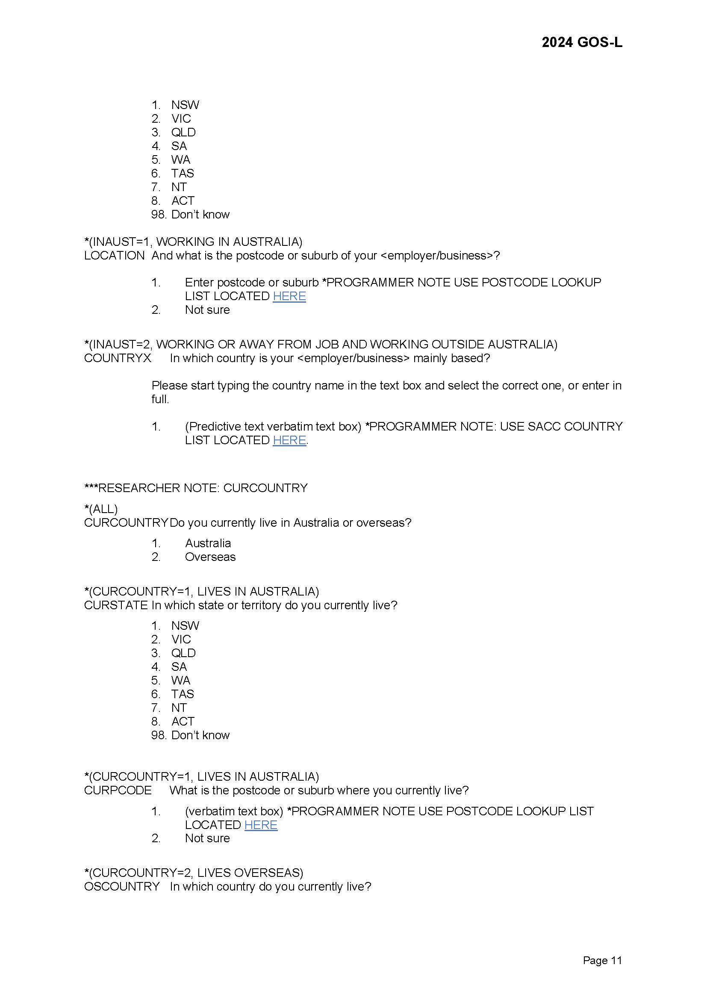 2024 GOS-L
1. NSW
2. VIC
3. QLD
4. SA
5. WA
6. TAS
7. NT
8. ACT
98. Don’t know
*(INAUST=1, WORKING IN AUSTRALIA)
LOCATION And what is the postcode or suburb of your <employer/business>?
1. Enter postcode or suburb *PROGRAMMER NOTE USE POSTCODE LOOKUP
LIST LOCATED HERE
2. Not sure
*(INAUST=2, WORKING OR AWAY FROM JOB AND WORKING OUTSIDE AUSTRALIA)
COUNTRYX In which country is your <employer/business> mainly based?
Please start typing the country name in the text box and select the correct one, or enter in
full.
1. (Predictive text verbatim text box) *PROGRAMMER NOTE: USE SACC COUNTRY
LIST LOCATED HERE.
***RESEARCHER NOTE: CURCOUNTRY
*(ALL)
CURCOUNTRY Do you currently live in Australia or overseas?
1. Australia
2. Overseas
*(CURCOUNTRY=1, LIVES IN AUSTRALIA)
CURSTATE In which state or territory do you currently live?
1. NSW
2. VIC
3. QLD
4. SA
5. WA
6. TAS
7. NT
8. ACT
98. Don’t know
*(CURCOUNTRY=1, LIVES IN AUSTRALIA)
CURPCODE What is the postcode or suburb where you currently live?
1. (verbatim text box) *PROGRAMMER NOTE USE POSTCODE LOOKUP LIST
LOCATED HERE
2. Not sure
*(CURCOUNTRY=2, LIVES OVERSEAS)
OSCOUNTRY In which country do you currently live?
Page 11